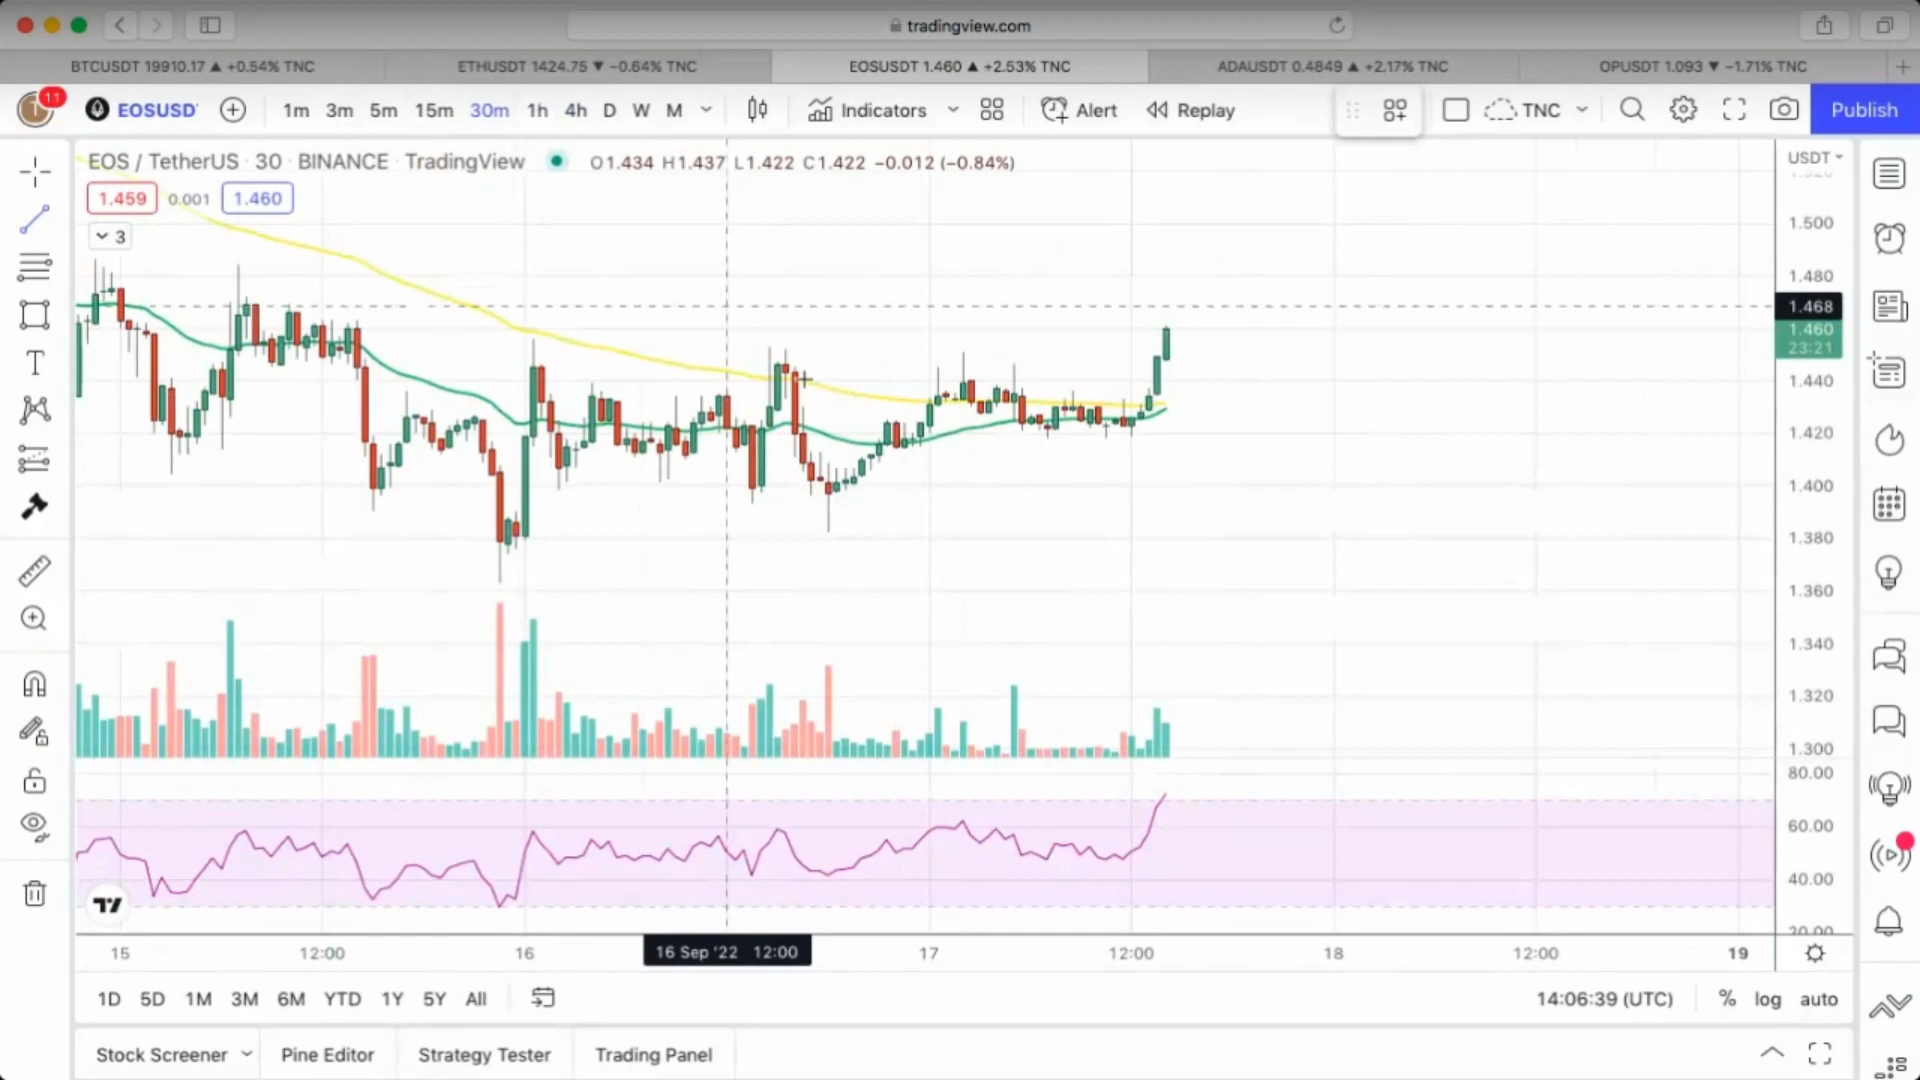 tradingview.com
BTCUSDT 19910.17 ▲ +0.54% TNC
ETHUSDT 1424.75 ▼ −0.64% TNC
EOSUSDT 1.460 ▲ +2.53% TNC
ADAUSDT 0.4849 ▲ +2.17% TNC
OPUSDT 1.093 ▼ −1.71% TNC
T 11 EOSUSD 1m 3m 5m 15m 30m 1h 4h D W M Indicators Alert Replay TNC Publish
EOS / TetherUS · 30 · BINANCE · TradingView O1.434 H1.437 L1.422 C1.422 −0.012 (−0.84%)
USDT
1.459 0.001 1.460
3
1.500
1.480
1.468
1.460
23:21
1.440
1.420
1.400
1.380
1.360
1.340
1.320
1.300
80.00
60.00
40.00
20.00
15 12:00 16 16 Sep '22 12:00 17 12:00 18 12:00 19
1D 5D 1M 3M 6M YTD 1Y 5Y All 14:06:39 (UTC) % log auto
Stock Screener Pine Editor Strategy Tester Trading Panel